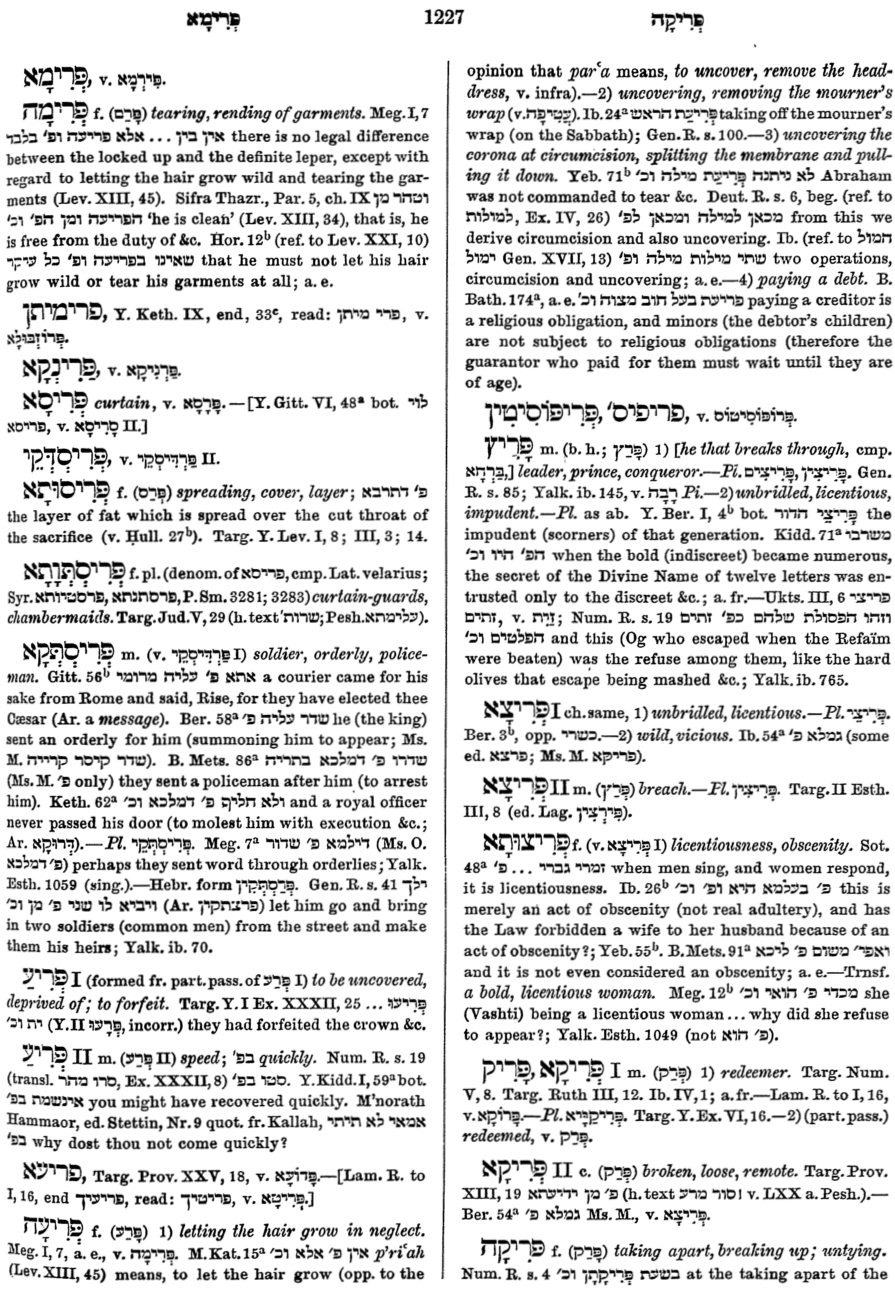 פְּרִימָא 1227 פְּרִיקָה
פְּרִימָא, v. פִּירְמָא.
פְּרִימָה f. (פָּרַם) tearing, rending of garments. Meg. I, 7
אין בין ... אלא פריעה ופ' בלבד there is no legal difference
between the locked up and the definite leper, except with
regard to letting the hair grow wild and tearing the gar-
ments (Lev. XIII, 45). Sifra Thazr., Par. 5, ch. IX וטהר מן
הפריעה ומן הפ' וכ' 'he is clean' (Lev. XIII, 34), that is, he
is free from the duty of &c. Hor. 12ᵇ (ref. to Lev. XXI, 10)
שאינו בפריעה ופ' כל עיקר that he must not let his hair
grow wild or tear his garments at all; a. e.
פרימיתן, Y. Keth. IX, end, 33ᶜ, read: פרי מיתן, v.
פְּרוֹזְבּוּלָא.
פַּרִינְקָא, v. פַּרְנִיקָא.
פְּרִיסָא curtain, v. פָּרָסָא.—[Y. Gitt. VI, 48ᵃ bot. לוי
פריסא, v. סָרִיסָא II.]
פְּרִיסְדְּקֵי, v. פַּרְדִּיסְקֵי II.
פְּרִיסוּתָא f. (פְּרַס) spreading, cover, layer; פ' דתרבא
the layer of fat which is spread over the cut throat of
the sacrifice (v. Ḥull. 27ᵇ). Targ. Y. Lev. I, 8; III, 3; 14.
פְּרִיסְתְּוָתָא f. pl. (denom. of פריסא, cmp. Lat. velarius;
Syr. פרסתנתא, פרסטיותא, P. Sm. 3281; 3283) curtain-guards,
chambermaids. Targ. Jud. V, 29 (h. text שרות'; Pesh. עלימתא).
פְּרִיסְתְּקָא m. (v. פַּרְדִּיסְקֵי I) soldier, orderly, police-
man. Gitt. 56ᵇ אתא פ' עליה מרומי a courier came for his
sake from Rome and said, Rise, for they have elected thee
Cæsar (Ar. a message). Ber. 58ᵃ שדר עליה פ' he (the king)
sent an orderly for him (summoning him to appear; Ms.
M. שדר קיסר קרייה). B. Mets. 86ᵃ שדרו פ' דמלכא בתריה
(Ms. M. פ' only) they sent a policeman after him (to arrest
him). Keth. 62ᵃ ולא חליף פ' דמלכא וכ' and a royal officer
never passed his door (to molest him with execution &c.;
Ar. דְּרוּקָא).—Pl. פְּרִיסְתְּקֵי. Meg. 7ᵃ דילמא פ' שדור (Ms. O.
פ' דמלכא) perhaps they sent word through orderlies; Yalk.
Esth. 1059 (sing.).—Hebr. form פְּרַסְתְּקִין. Gen. R. s. 41 ילך
ויביא לו שני פ' מן וכ' (Ar. פרצתקין) let him go and bring
in two soldiers (common men) from the street and make
them his heirs; Yalk. ib. 70.
פְּרִיעַ I (formed fr. part. pass. of פְּרַע I) to be uncovered,
deprived of; to forfeit. Targ. Y. I Ex. XXXII, 25 ... פְּרִיעוּ
ית וכ' (Y. II פָּרָעוּ, incorr.) they had forfeited the crown &c.
פְּרִיעַ II m. (פְּרַע II) speed; בפ' quickly. Num. R. s. 19
(transl. סרו מהר, Ex. XXXII, 8) סטו בפ'. Y. Kidd. I, 59ᵃ bot.
אינשמת בפ' you might have recovered quickly. M'norath
Hammaor, ed. Stettin, Nr. 9 quot. fr. Kallah, אמאי לא תיתי
בפ' why dost thou not come quickly?
פריעא, Targ. Prov. XXV, 18, v. פָּרוֹעָא.—[Lam. R. to
I, 16, end פריעיך, read: פריטיך, v. פְּרִיטָא.]
פְּרִיעָה f. (פָּרַע) 1) letting the hair grow in neglect.
Meg. I, 7, a. e., v. פְּרִימָה. M. Kat. 15ᵃ אין פ' אלא וכ' p'ri'ah
(Lev. XIII, 45) means, to let the hair grow (opp. to the
opinion that par'a means, to uncover, remove the head-
dress, v. infra).—2) uncovering, removing the mourner's
wrap (v. עֲטִיפָה). Ib. 24ᵃ פְּרִיעַת הראש taking off the mourner's
wrap (on the Sabbath); Gen. R. s. 100.—3) uncovering the
corona at circumcision, splitting the membrane and pull-
ing it down. Yeb. 71ᵇ לא ניתנה פְּרִיעַת מילה וכ' Abraham
was not commanded to tear &c. Deut. R. s. 6, beg. (ref. to
למולות, Ex. IV, 26) מכאן למילה ומכאן לפ' from this we
derive circumcision and also uncovering. Ib. (ref. to המול
ימול Gen. XVII, 13) שתי מילות מילה ופ' two operations,
circumcision and uncovering; a. e.—4) paying a debt. B.
Bath. 174ᵃ, a. e. פריעת בעל חוב מצוה וכ' paying a creditor is
a religious obligation, and minors (the debtor's children)
are not subject to religious obligations (therefore the
guarantor who paid for them must wait until they are
of age).
פריפיס', פְּרִיפּוֹסִיטִין, v. פְּרוֹפּוֹסִיטוֹס.
פָּרִיץ m. (b. h.; פָּרַץ) 1) [he that breaks through, cmp.
בַּרְחָא,] leader, prince, conqueror.—Pl. פָּרִיצִים, פָּרִיצִין. Gen.
R. s. 85; Yalk. ib. 145, v. רָבָה Pi.—2) unbridled, licentious,
impudent.—Pl. as ab. Y. Ber. I, 4ᵇ bot. פָּרִיצֵי הדור the
impudent (scorners) of that generation. Kidd. 71ᵃ משרבו
הפ' היו וכ' when the bold (indiscreet) became numerous,
the secret of the Divine Name of twelve letters was en-
trusted only to the discreet &c.; a. fr.—Ukts. III, 6 פריצי
זתים, v. זַיִת; Num. R. s. 19 וזהו הפסולת שלהם כפ' זתים
הפלטים וכ' and this (Og who escaped when the Refaïm
were beaten) was the refuse among them, like the hard
olives that escape being mashed &c.; Yalk. ib. 765.
פְּרִיצָא I ch. same, 1) unbridled, licentious.—Pl. פְּרִיצֵי.
Ber. 3ᵇ, opp. כשרי.—2) wild, vicious. Ib. 54ᵃ גמלא פ' (some
ed. פרצא; Ms. M. פריקא).
פְּרִיצָא II m. (פְּרַץ) breach.—Pl. פְּרִיצִין. Targ. II Esth.
III, 8 (ed. Lag. פִּירְצִין).
פְּרִיצוּתָא f. (v. פְּרִיצָא I) licentiousness, obscenity. Sot.
48ᵃ זמרי גברי ... פ' when men sing, and women respond,
it is licentiousness. Ib. 26ᵇ פ' בעלמא היא ופ' וכ' this is
merely an act of obscenity (not real adultery), and has
the Law forbidden a wife to her husband because of an
act of obscenity?; Yeb. 55ᵇ. B. Mets. 91ᵃ ואפי' משום פ' ליכא
and it is not even considered an obscenity; a. e.—Trnsf.
a bold, licentious woman. Meg. 12ᵇ מכדי פ' הואי וכ' she
(Vashti) being a licentious woman ... why did she refuse
to appear?; Yalk. Esth. 1049 (not פ' הוא).
פְּרִיקָא, פָּרִיק I m. (פְּרַק) 1) redeemer. Targ. Num.
V, 8. Targ. Ruth III, 12. Ib. IV, 1; a. fr.—Lam. R. to I, 16,
v. פָּרוֹקָא.—Pl. פְּרִיקַיָּיא. Targ. Y. Ex. VI, 16.—2) (part. pass.)
redeemed, v. פְּרַק.
פְּרִיקָא II c. (פְּרַק) broken, loose, remote. Targ. Prov.
XIII, 19 פ' מן ידיעתא (h. text סור מרע! v. LXX a. Pesh.).—
Ber. 54ᵃ גמלא פ' Ms. M., v. פְּרִיצָא.
פְּרִיקָה f. (פָּרַק) taking apart, breaking up; untying.
Num. R. s. 4 בשעת פְּרִיקָתָן וכ' at the taking apart of the